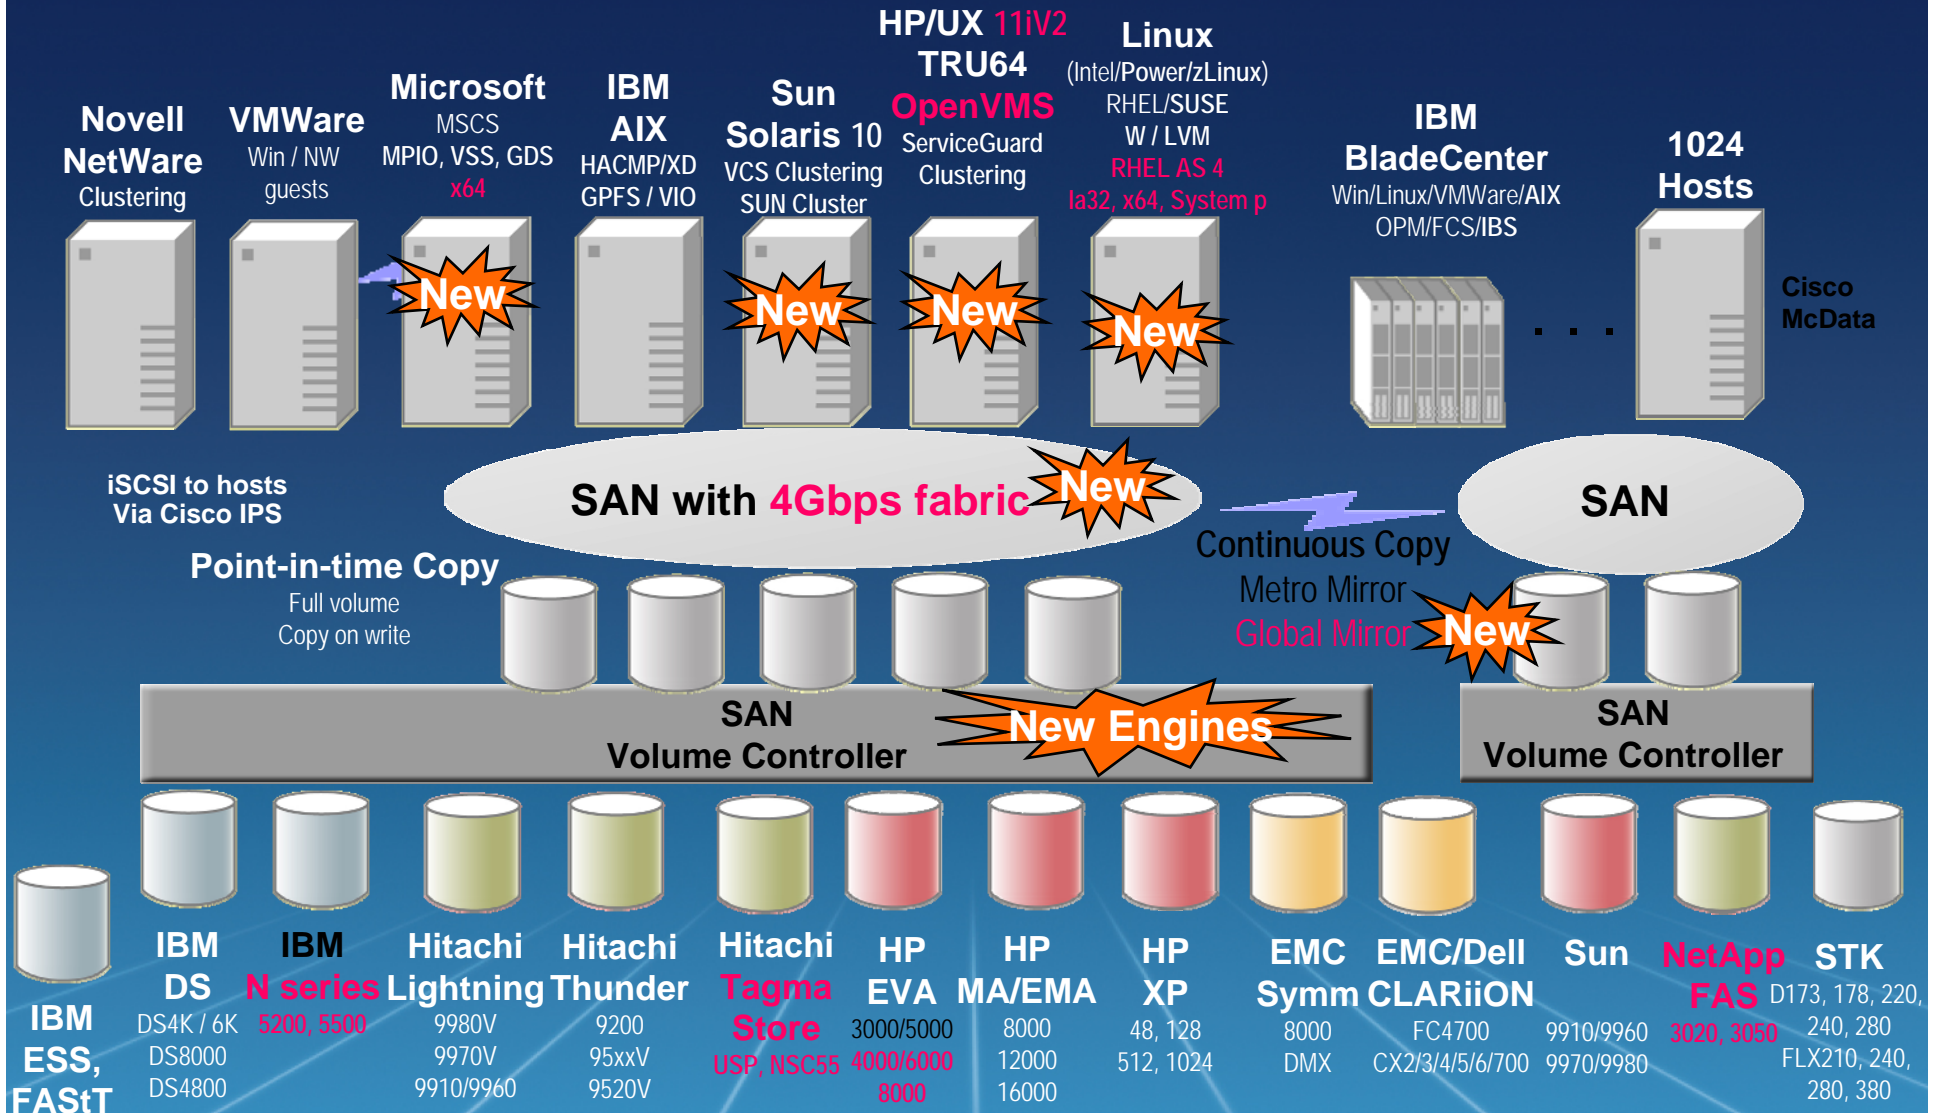 Novell
NetWare
Clustering
VMWare
Win / NW
guests
Microsoft
MSCS
MPIO, VSS, GDS
x64
IBM
AIX
HACMP/XD
GPFS / VIO
Sun
Solaris 10
VCS Clustering
SUN Cluster
HP/UX 11iV2
TRU64
OpenVMS
ServiceGuard
Clustering
Linux
(Intel/Power/zLinux)
RHEL/SUSE
W / LVM
RHEL AS 4
Ia32, x64, System p
IBM
BladeCenter
Win/Linux/VMWare/AIX
OPM/FCS/IBS
1024
Hosts
New
New
New
New
. . .
Cisco
McData
iSCSI to hosts
Via Cisco IPS
SAN with 4Gbps fabric
New
SAN
Continuous Copy
Metro Mirror
Global Mirror
New
Point-in-time Copy
Full volume
Copy on write
SAN
Volume Controller
New Engines
SAN
Volume Controller
IBM
ESS,
FAStT
IBM
DS
DS4K / 6K
DS8000
DS4800
IBM
N series
5200, 5500
Hitachi
Lightning
9980V
9970V
9910/9960
Hitachi
Thunder
9200
95xxV
9520V
Hitachi
Tagma
Store
USP, NSC55
HP
EVA
3000/5000
4000/6000
8000
HP
MA/EMA
8000
12000
16000
HP
XP
48, 128
512, 1024
EMC
Symm
8000
DMX
EMC/Dell
CLARiiON
FC4700
CX2/3/4/5/6/700
Sun
9910/9960
9970/9980
NetApp
FAS
3020, 3050
STK
D173, 178, 220,
240, 280
FLX210, 240,
280, 380